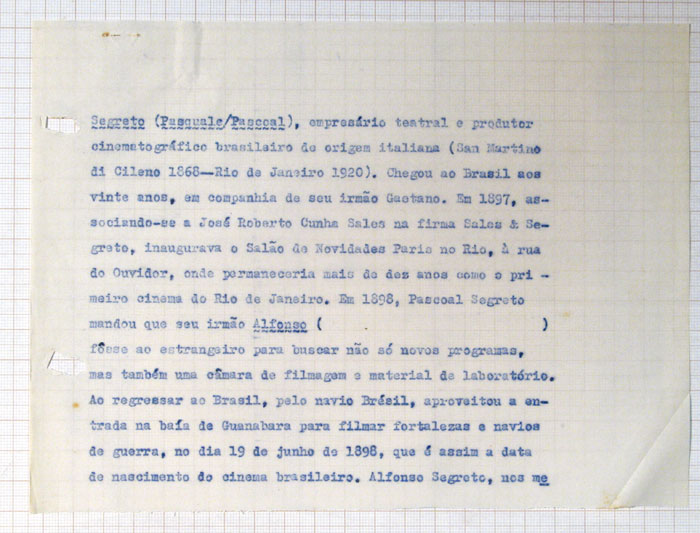 Segreto (Pasquale/Pascoal), empresário teatral e produtor
cinematográfico brasileiro de origem italiana (San Martino
di Cileno 1868—Rio de Janeiro 1920). Chegou ao Brasil aos
vinte anos, em companhia de seu irmão Gaetano. Em 1897, as-
sociando-se a José Roberto Cunha Sales na firma Sales & Se-
greto, inaugurava o Salão de Novidades Paris no Rio, à rua
do Ouvidor, onde permaneceria mais de dez anos como o pri -
meiro cinema do Rio de Janeiro. Em 1898, Pascoal Segreto
mandou que seu irmão Alfonso ( )
fôsse ao estrangeiro para buscar não só novos programas,
mas também uma câmara de filmagem e material de laboratório.
Ao regressar ao Brasil, pelo navio Brésil, aproveitou a en-
trada na baía de Guanabara para filmar fortalezas e navios
de guerra, no dia 19 de junho de 1898, que é assim a data
de nascimento do cinema brasileiro. Alfonso Segreto, nos me